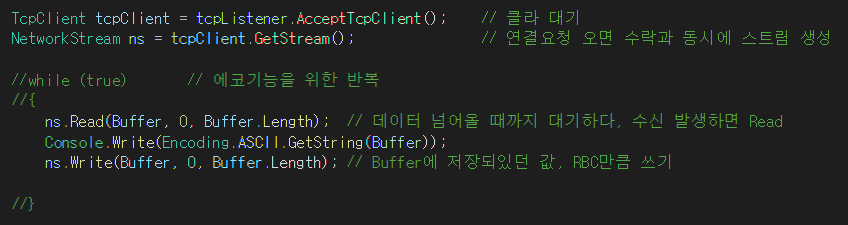 TcpClient tcpClient = tcpListener.AcceptTcpClient();    // 클라 대기
NetworkStream ns = tcpClient.GetStream();               // 연결요청 오면 수락과 동시에 스트림 생성
//while (true)      // 에코기능을 위한 반복
//{
ns.Read(Buffer, 0, Buffer.Length);  // 데이터 넘어올 때까지 대기하다, 수신 발생하면 Read
Console.Write(Encoding.ASCII.GetString(Buffer));
ns.Write(Buffer, 0, Buffer.Length); // Buffer에 저장되있던 값, RBC만큼 쓰기
//}